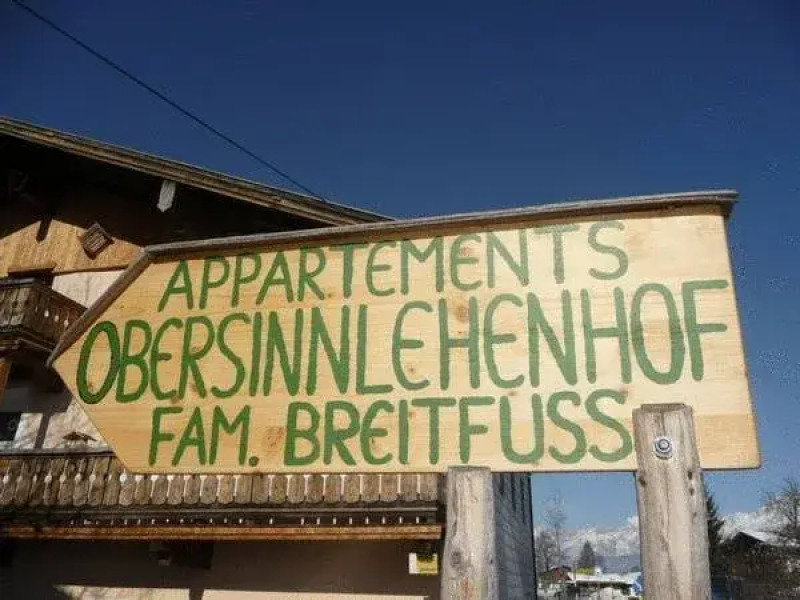 APPARTEMENTS
OBERSINNLEHENHOF
FAM. BREITFUSS